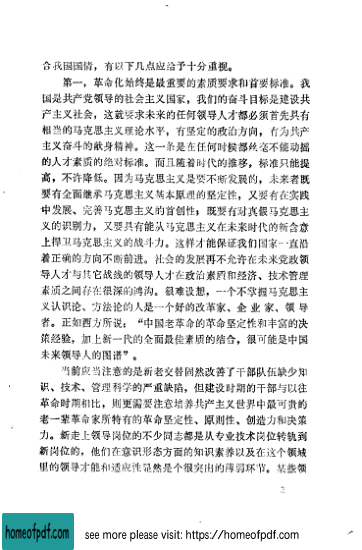 合我国国情，有以下几点应给予十分重视。
第一，革命化始终是最重要的素质要求和首要标准。我
国是共产党领导的社会主义国家，我们的奋斗目标是建设共
产主义社会，这就要求未来的任何领导人才都必须首先具有
相当的马克思主义理论水平，有坚定的政治方向，有为共产
主义奋斗的献身精神。这一条是在任何时候都丝毫不能动摇
的人才素质的绝对标准。而且随着时代的推移，标准只能提
高，不许降低。因为马克思主义是要不断发展的，未来者既
要有全面继承马克思主义基本原理的坚定性，又要有在实践
中发展、完善马克思主义的首创性；既要有对真假马克思主
义的识别力，又要具有能从马克思主义在未来时代的新含意
上捍卫马克思主义的战斗力。这样才能保证我们国家一直沿
着正确的方向不断前进。社会的发展再不允许在未来党政领
导人才与其它战线的领导人才在政治素质和经济、技术管理
素质之间存在很深的鸿沟。很难设想，一个不掌握马克思主
义认识论、方法论的人是一个好的改革家、企业家、领导
者。正如西方所说：“中国老革命的革命坚定性和丰富的决
策经验，加上新一代的全面最佳素质的结合，很可能是中国
未来领导人的图谱”。
当前应当注意的是新老交替固然改善了干部队伍缺少知
识、技术、管理科学的严重缺陷，但建设时期的干部与以往
革命时期相比，则更需要注意培养共产主义世界中最可贵的
老一辈革命家所特有的革命坚定性、原则性、创造力和决策
力。新走上领导岗位的不少同志都是从专业技术岗位转轨到
新岗位的，他们在意识形态方面的知识素养以及在这个领域
里的领导才能和适应性显然是个很突出的薄弱环节。某些领
homeofpdf.com
see more please visit: https://homeofpdf.com